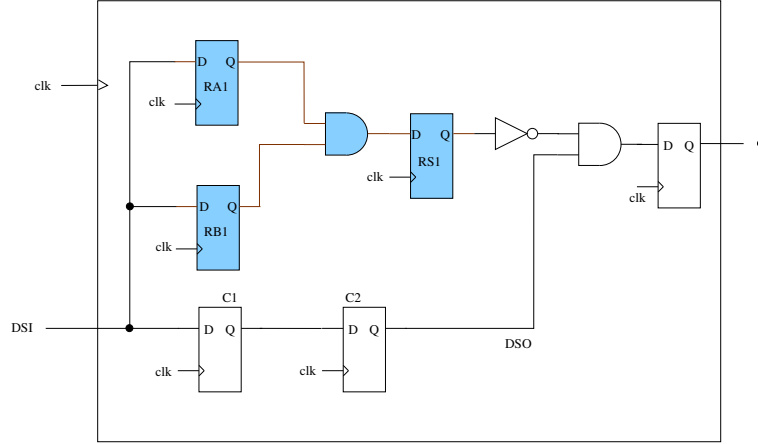 D Q
RA1
clk
clk
D Q
RS1
clk
D Q
clk
D Q
RB1
clk
C1
D Q
clk
C2
D Q
clk
DSI
DSO